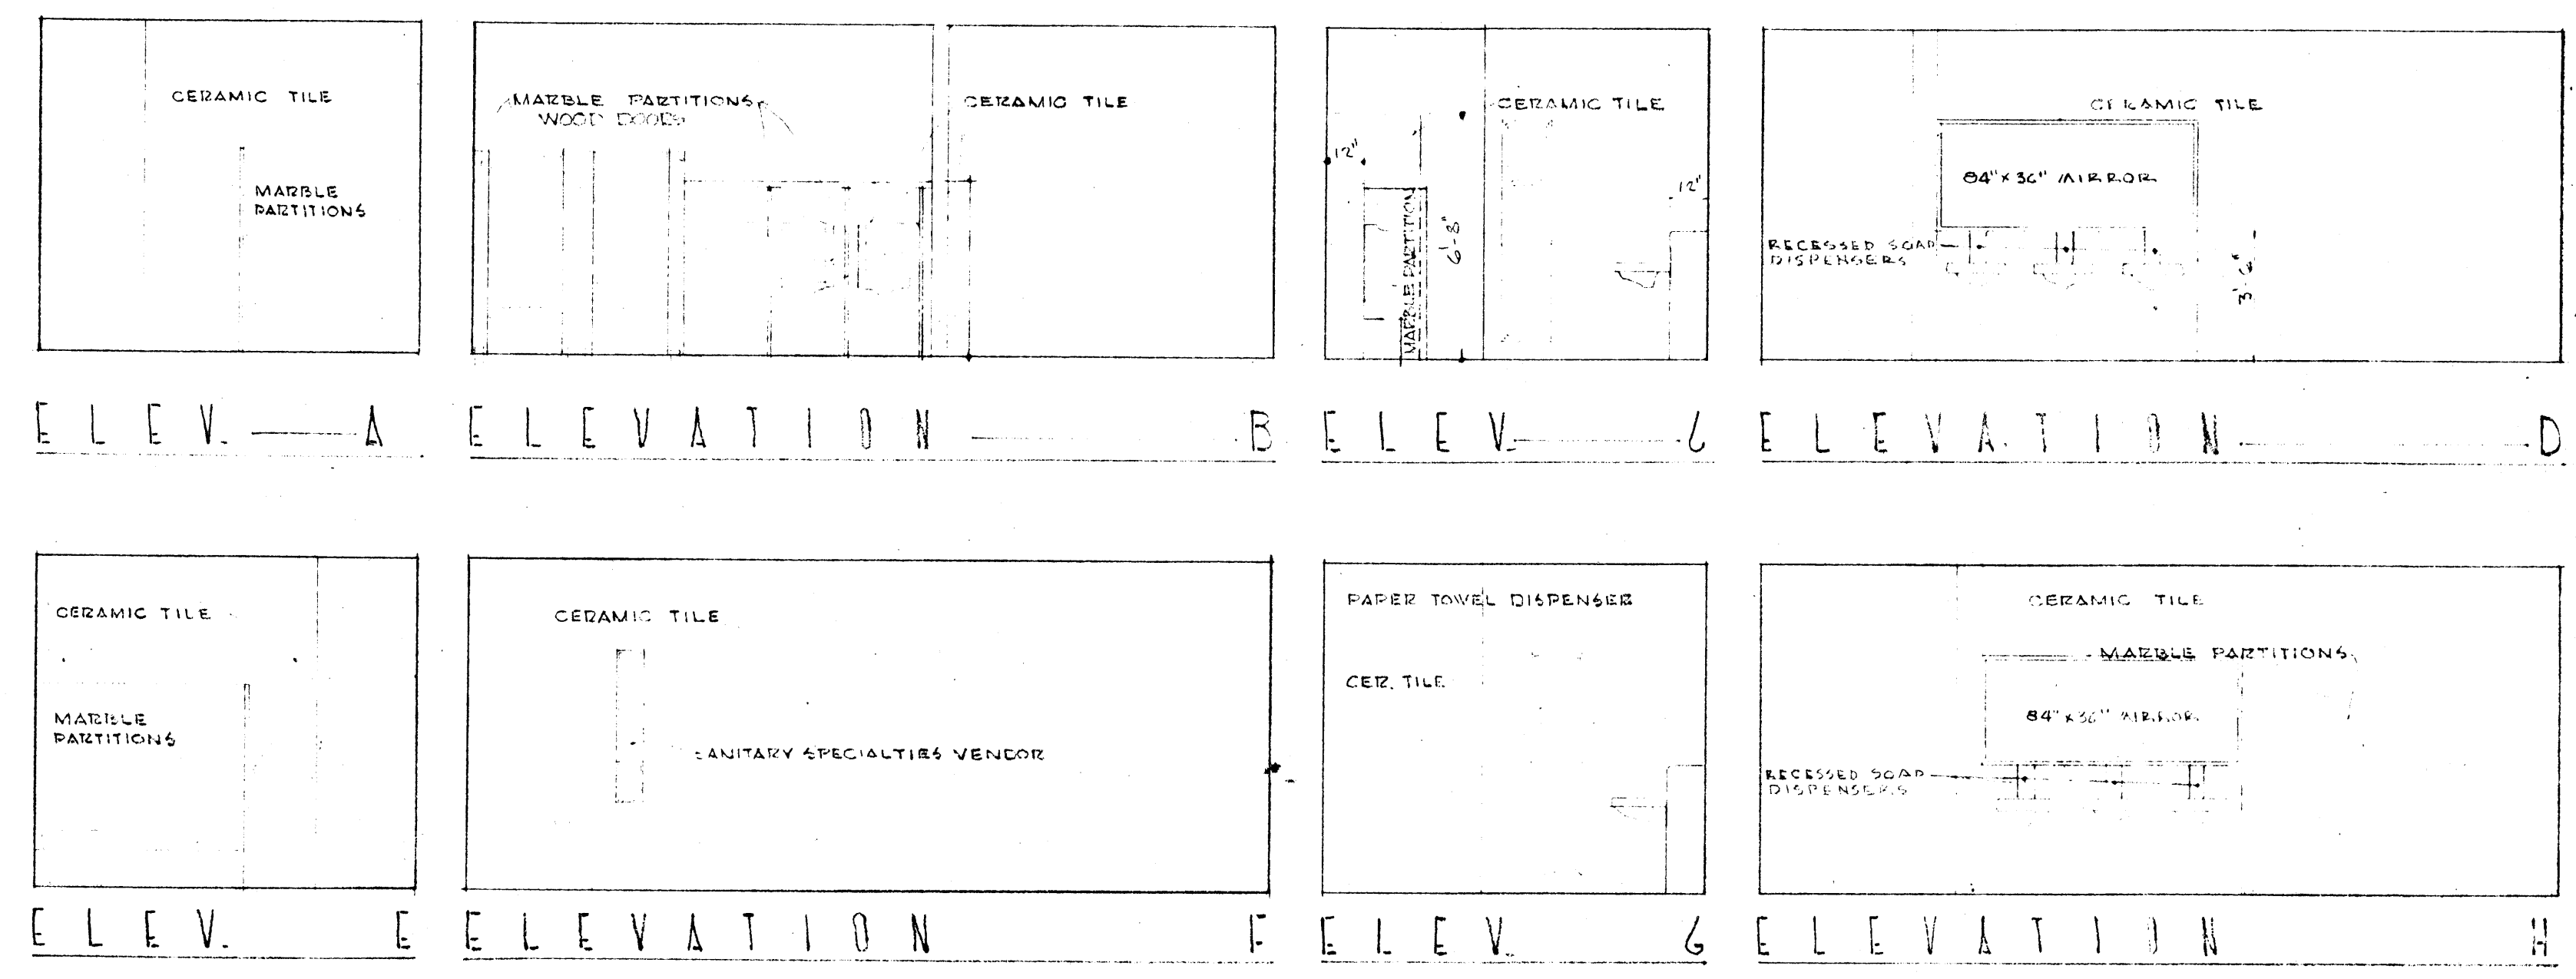 CERAMIC TILE
MARBLE
PARTITIONS
ELEV. A
MARBLE PARTITIONS
WOOD DOORS
CERAMIC TILE
ELEVATION B
CERAMIC TILE
12"
12"
MARBLE PARTITION
6'-8"
ELEV. C
CERAMIC TILE
84" x 36" MIRROR
RECESSED SOAP
DISPENSERS
3'-6"
ELEVATION D
CERAMIC TILE
MARBLE
PARTITIONS
ELEV. E
CERAMIC TILE
SANITARY SPECIALTIES VENDOR
ELEVATION F
PAPER TOWEL DISPENSER
CER. TILE
ELEV. G
CERAMIC TILE
MARBLE PARTITIONS
84" x 36" MIRROR
RECESSED SOAP
DISPENSERS
ELEVATION H